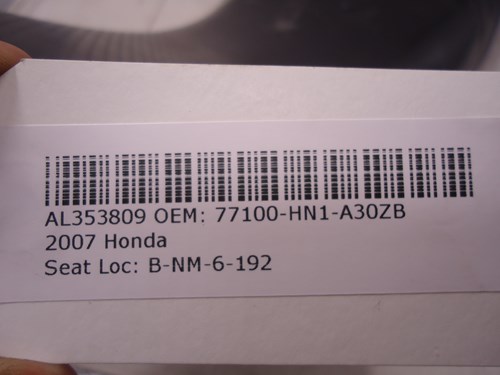 AL353809 OEM: 77100-HN1-A30ZB
2007 Honda
Seat Loc: B-NM-6-192